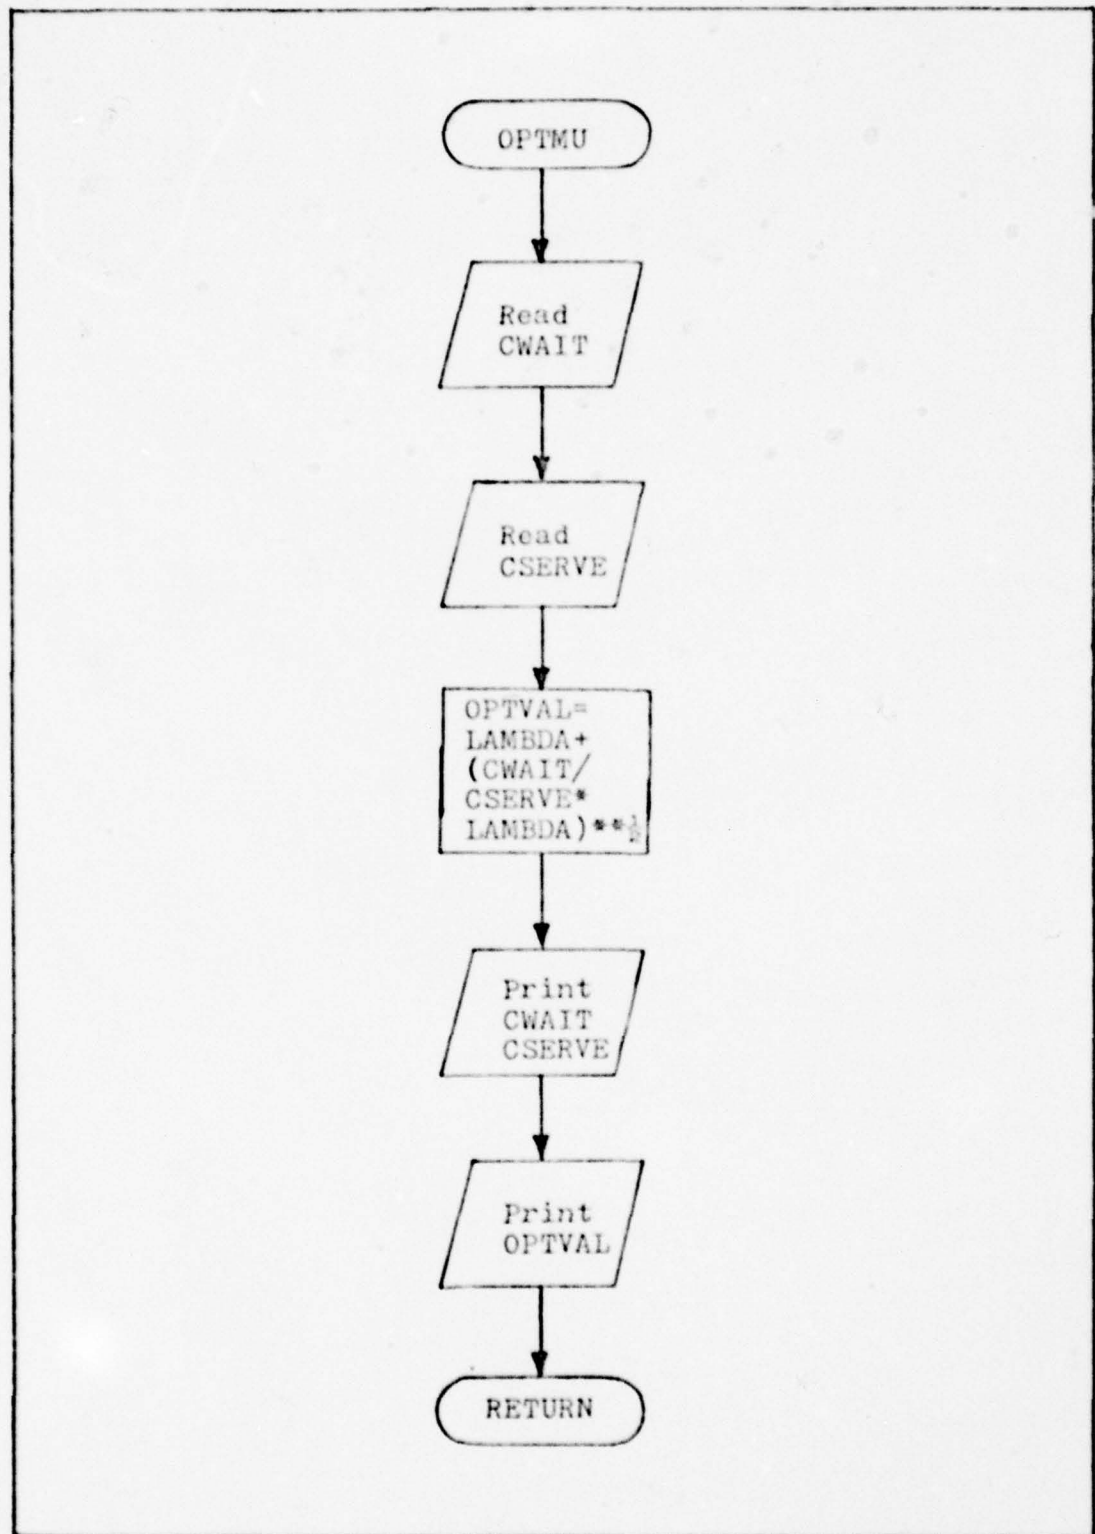 OPTMU
Read
CWAIT
Read
CSERVE
OPTVAL=
LAMBDA+
(CWAIT/
CSERVE*
LAMBDA)**½
Print
CWAIT
CSERVE
Print
OPTVAL
RETURN